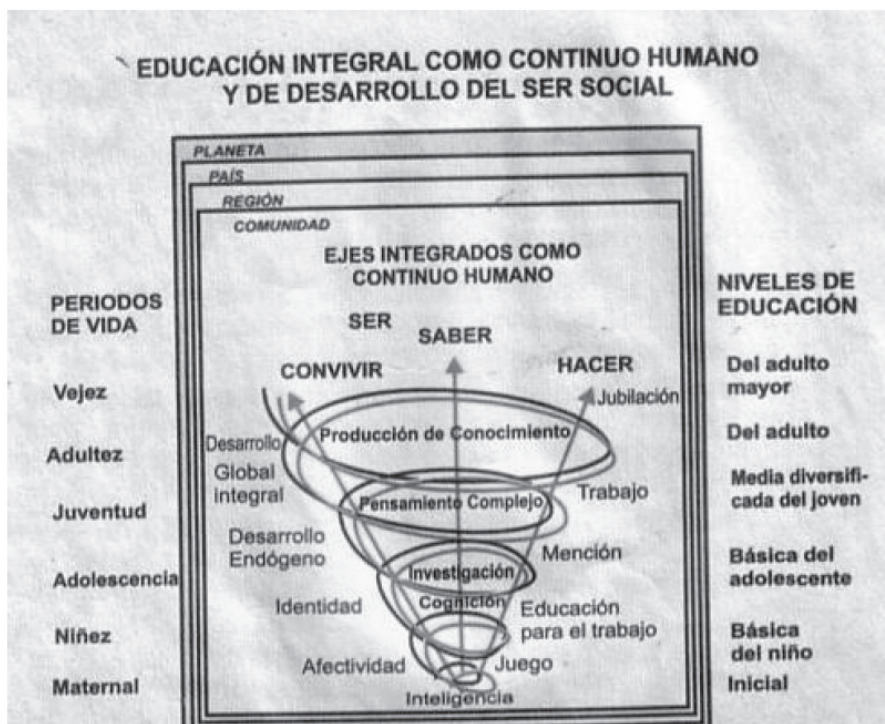 EDUCACIÓN INTEGRAL COMO CONTINUO HUMANO
Y DE DESARROLLO DEL SER SOCIAL
PLANETA
PAÍS
REGIÓN
COMUNIDAD
EJES INTEGRADOS COMO
CONTINUO HUMANO
PERIODOS
DE VIDA
Vejez
Adultez
Juventud
Adolescencia
Niñez
Maternal
SER
SABER
CONVIVIR
HACER
Jubilación
Producción de Conocimiento
Desarrollo
Global
integral
Trabajo
Pensamiento Complejo
Desarrollo
Endógeno
Mención
Investigación
Cognición
Identidad
Educación
para el trabajo
Afectividad
Juego
Inteligencia
NIVELES DE
EDUCACIÓN
Del adulto
mayor
Del adulto
Media diversifi-
cada del joven
Básica del
adolescente
Básica
del niño
Inicial